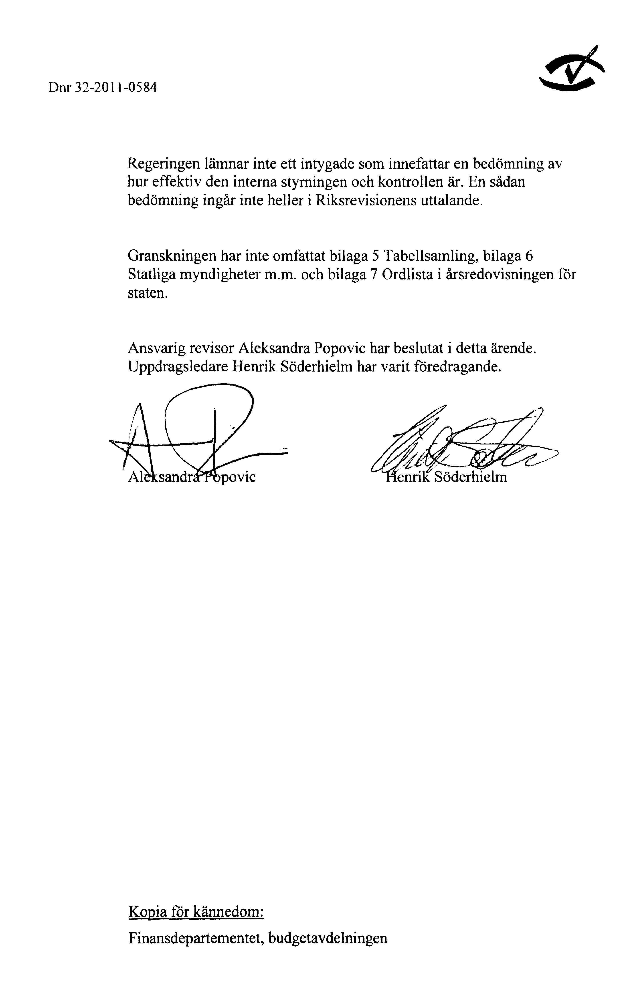 Dnr 32-2011-0584
Regeringen lämnar inte ett intygade som innefattar en bedömning av
hur effektiv den interna styrningen och kontrollen är. En sådan
bedömning ingår inte heller i Riksrevisionens uttalande.
Granskningen har inte omfattat bilaga 5 Tabellsamling, bilaga 6
Statliga myndigheter m.m. och bilaga 7 Ordlista i årsredovisningen för
staten.
Ansvarig revisor Aleksandra Popovic har beslutat i detta ärende.
Uppdragsledare Henrik Söderhielm har varit föredragande.
Aleksandra Popovic Henrik Söderhielm
Kopia för kännedom:
Finansdepartementet, budgetavdelningen